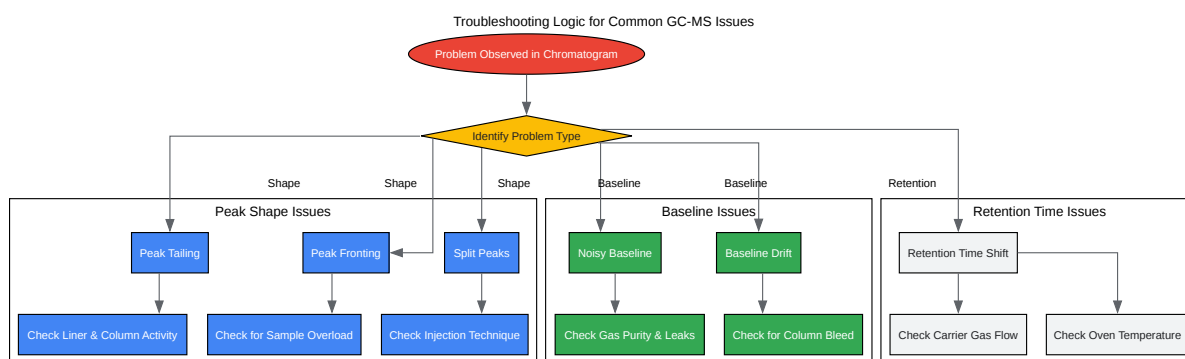 Troubleshooting Logic for Common GC-MS Issues
Problem Observed in Chromatogram
Identify Problem Type
Shape
Shape
Shape
Baseline
Baseline
Retention
Peak Shape Issues
Baseline Issues
Retention Time Issues
Peak Tailing
Peak Fronting
Split Peaks
Noisy Baseline
Baseline Drift
Retention Time Shift
Check Liner & Column Activity
Check for Sample Overload
Check Injection Technique
Check Gas Purity & Leaks
Check for Column Bleed
Check Carrier Gas Flow
Check Oven Temperature